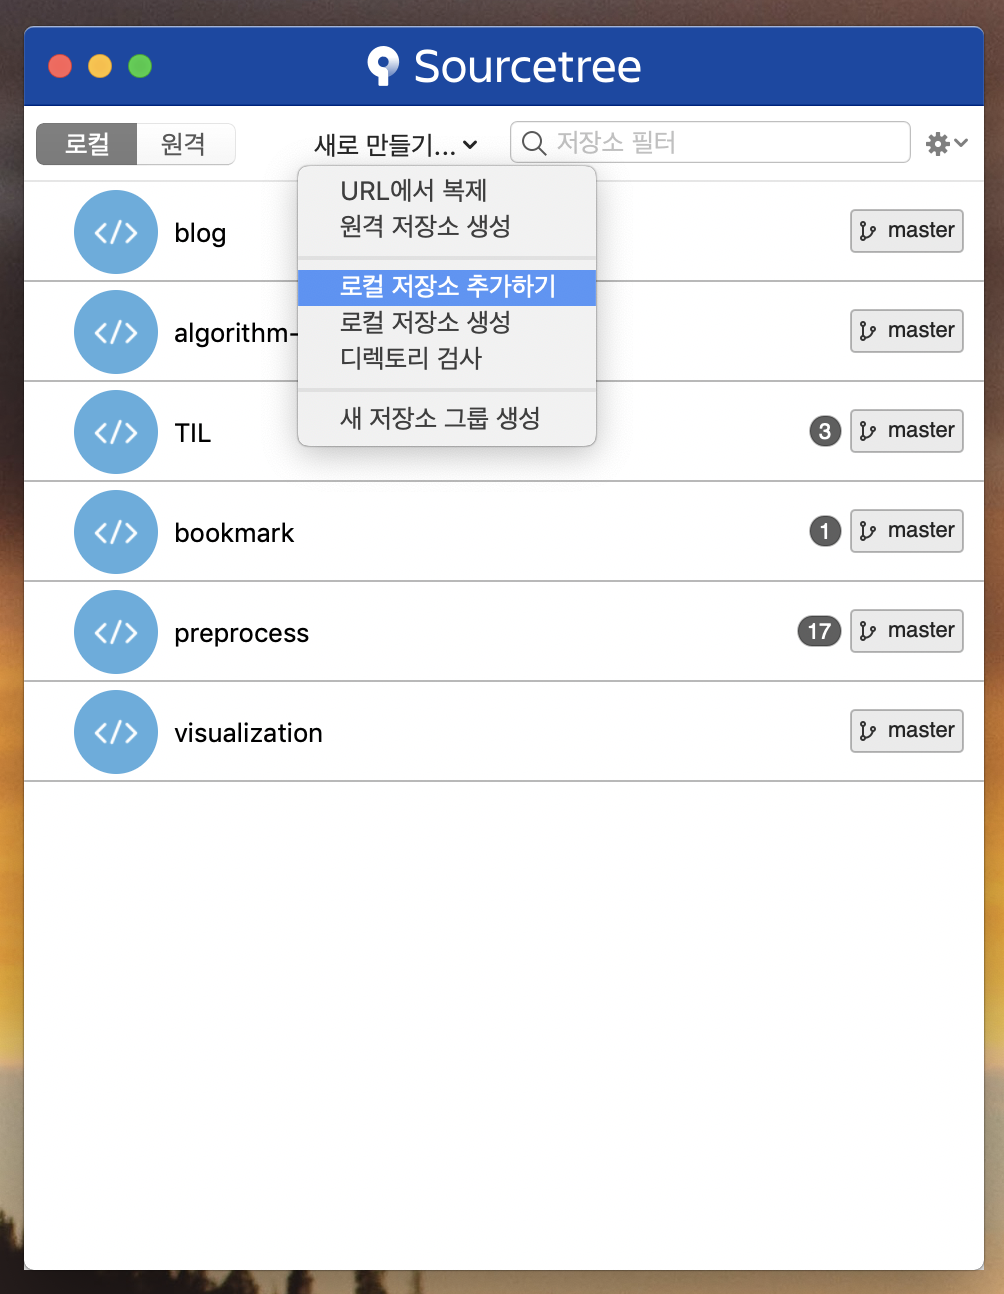 Sourcetree
로컬 원격 새로 만들기... 저장소 필터
URL에서 복제
원격 저장소 생성
로컬 저장소 추가하기
로컬 저장소 생성
디렉토리 검사
새 저장소 그룹 생성
blog master
algorithm- master
TIL 3 master
bookmark 1 master
preprocess 17 master
visualization master